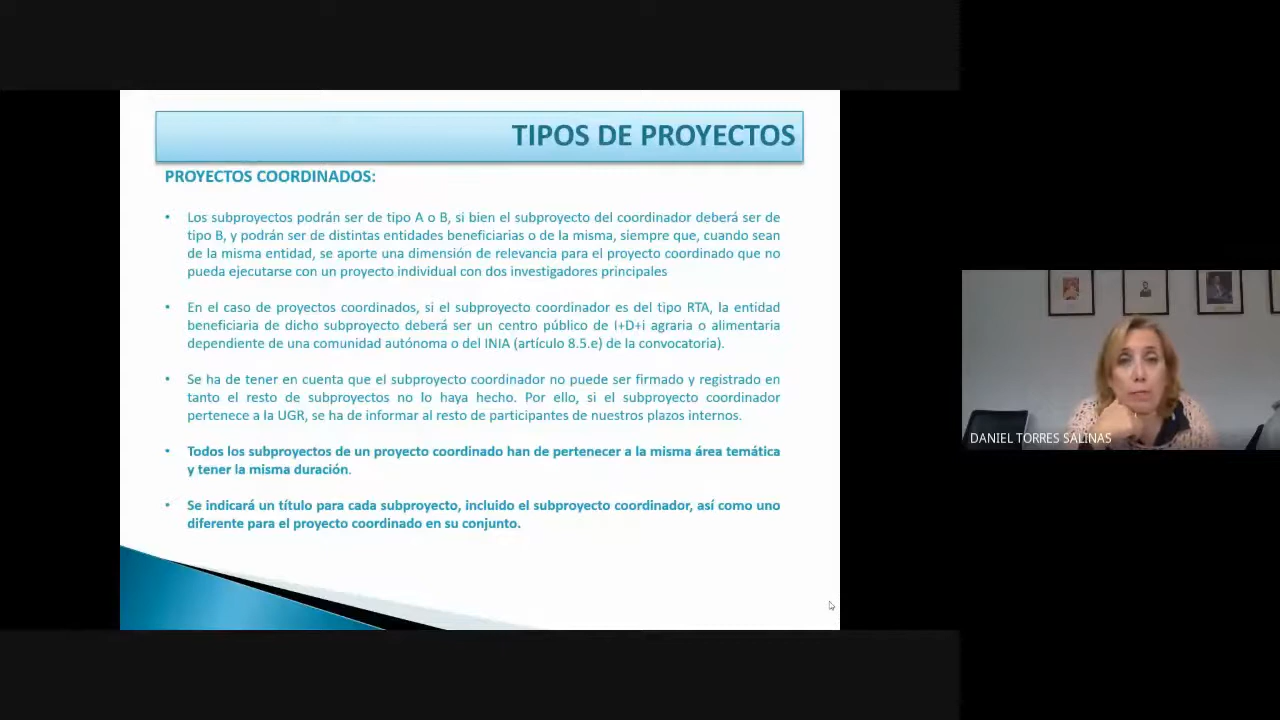 TIPOS DE PROYECTOS
PROYECTOS COORDINADOS:
• Los subproyectos podrán ser de tipo A o B, si bien el subproyecto del coordinador deberá ser de
tipo B, y podrán ser de distintas entidades beneficiarias o de la misma, siempre que, cuando sean
de la misma entidad, se aporte una dimensión de relevancia para el proyecto coordinado que no
pueda ejecutarse con un proyecto individual con dos investigadores principales
• En el caso de proyectos coordinados, si el subproyecto coordinador es del tipo RTA, la entidad
beneficiaria de dicho subproyecto deberá ser un centro público de I+D+i agraria o alimentaria
dependiente de una comunidad autónoma o del INIA (artículo 8.5.e) de la convocatoria).
• Se ha de tener en cuenta que el subproyecto coordinador no puede ser firmado y registrado en
tanto el resto de subproyectos no lo haya hecho. Por ello, si el subproyecto coordinador
pertenece a la UGR, se ha de informar al resto de participantes de nuestros plazos internos.
• Todos los subproyectos de un proyecto coordinado han de pertenecer a la misma área temática
y tener la misma duración.
• Se indicará un título para cada subproyecto, incluido el subproyecto coordinador, así como uno
diferente para el proyecto coordinado en su conjunto.
DANIEL TORRES SALINAS